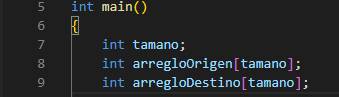 5 int main()
6 {
7 int tamano;
8 int arregloOrigen[tamano];
9 int arregloDestino[tamano];